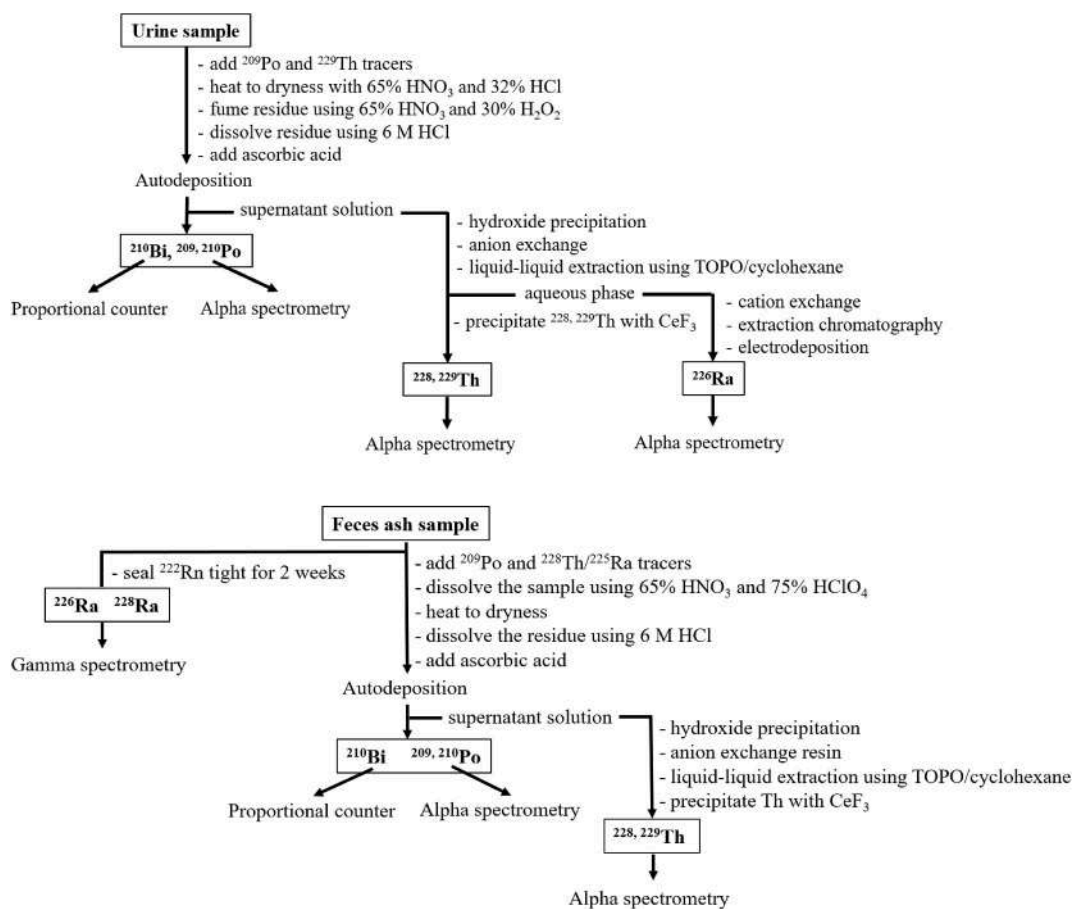 Urine sample
- add ²⁰⁹Po and ²²⁹Th tracers
- heat to dryness with 65% HNO₃ and 32% HCl
- fume residue using 65% HNO₃ and 30% H₂O₂
- dissolve residue using 6 M HCl
- add ascorbic acid
Autodeposition
supernatant solution
- hydroxide precipitation
- anion exchange
- liquid-liquid extraction using TOPO/cyclohexane
²¹⁰Bi, ²⁰⁹, ²¹⁰Po
Proportional counter
Alpha spectrometry
aqueous phase
- precipitate ²²⁸, ²²⁹Th with CeF₃
- cation exchange
- extraction chromatography
- electrodeposition
²²⁸, ²²⁹Th
²²⁶Ra
Alpha spectrometry
Alpha spectrometry
Feces ash sample
- seal ²²²Rn tight for 2 weeks
²²⁶Ra ²²⁸Ra
Gamma spectrometry
- add ²⁰⁹Po and ²²⁸Th/²²⁵Ra tracers
- dissolve the sample using 65% HNO₃ and 75% HClO₄
- heat to dryness
- dissolve the residue using 6 M HCl
- add ascorbic acid
Autodeposition
supernatant solution
- hydroxide precipitation
- anion exchange resin
- liquid-liquid extraction using TOPO/cyclohexane
- precipitate Th with CeF₃
²¹⁰Bi ²⁰⁹, ²¹⁰Po
Proportional counter
Alpha spectrometry
²²⁸, ²²⁹Th
Alpha spectrometry